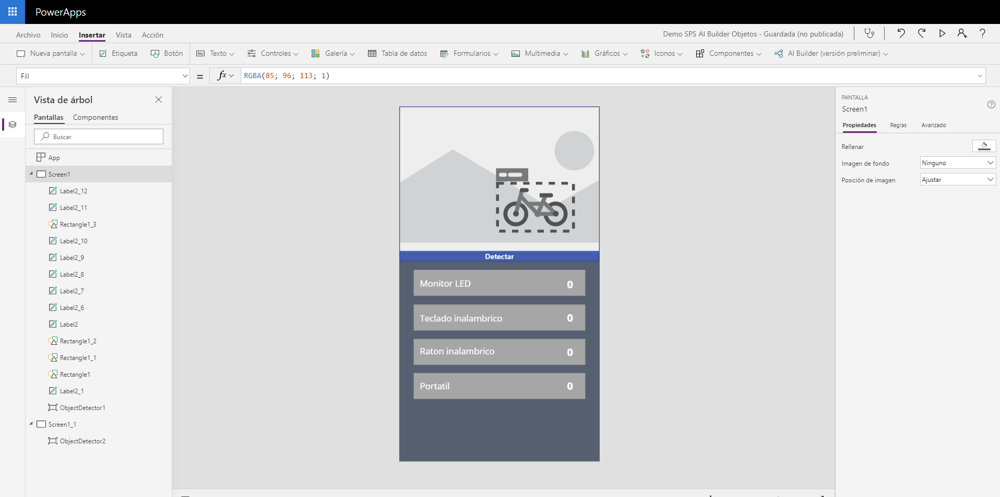 PowerApps
Archivo Inicio Insertar Vista Acción Demo SPS AI Builder Objetos - Guardada (no publicada) ?
Nueva pantalla Etiqueta Botón Abc Texto Controles Galería Tabla de datos Formularios Multimedia Gráficos Iconos Componentes AI Builder (versión preliminar)
Fill = fx RGBA(85; 96; 113; 1)
Vista de árbol
Pantallas Componentes
Buscar
App
Screen1
Label2_12
Label2_11
Rectangle1_3
Label2_10
Label2_9
Label2_8
Label2_7
Label2_6
Label2
Rectangle1_2
Rectangle1_1
Rectangle1
Label2_1
ObjectDetector1
Screen1_1
ObjectDetector2
Detectar
Monitor LED 0
Teclado inalambrico 0
Raton inalambrico 0
Portatil 0
PANTALLA
Screen1 ?
Propiedades Reglas Avanzado
Rellenar
Imagen de fondo Ninguno
Posición de imagen Ajustar